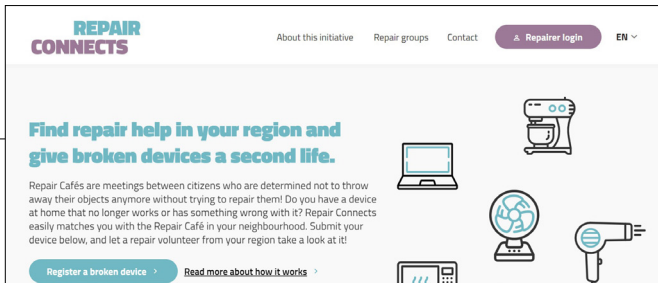 REPAIR
CONNECTS
About this initiative Repair groups Contact Repairer login EN
Find repair help in your region and
give broken devices a second life.
Repair Cafés are meetings between citizens who are determined not to throw
away their objects anymore without trying to repair them! Do you have a device
at home that no longer works or has something wrong with it? Repair Connects
easily matches you with the Repair Café in your neighbourhood. Submit your
device below, and let a repair volunteer from your region take a look at it!
Register a broken device Read more about how it works